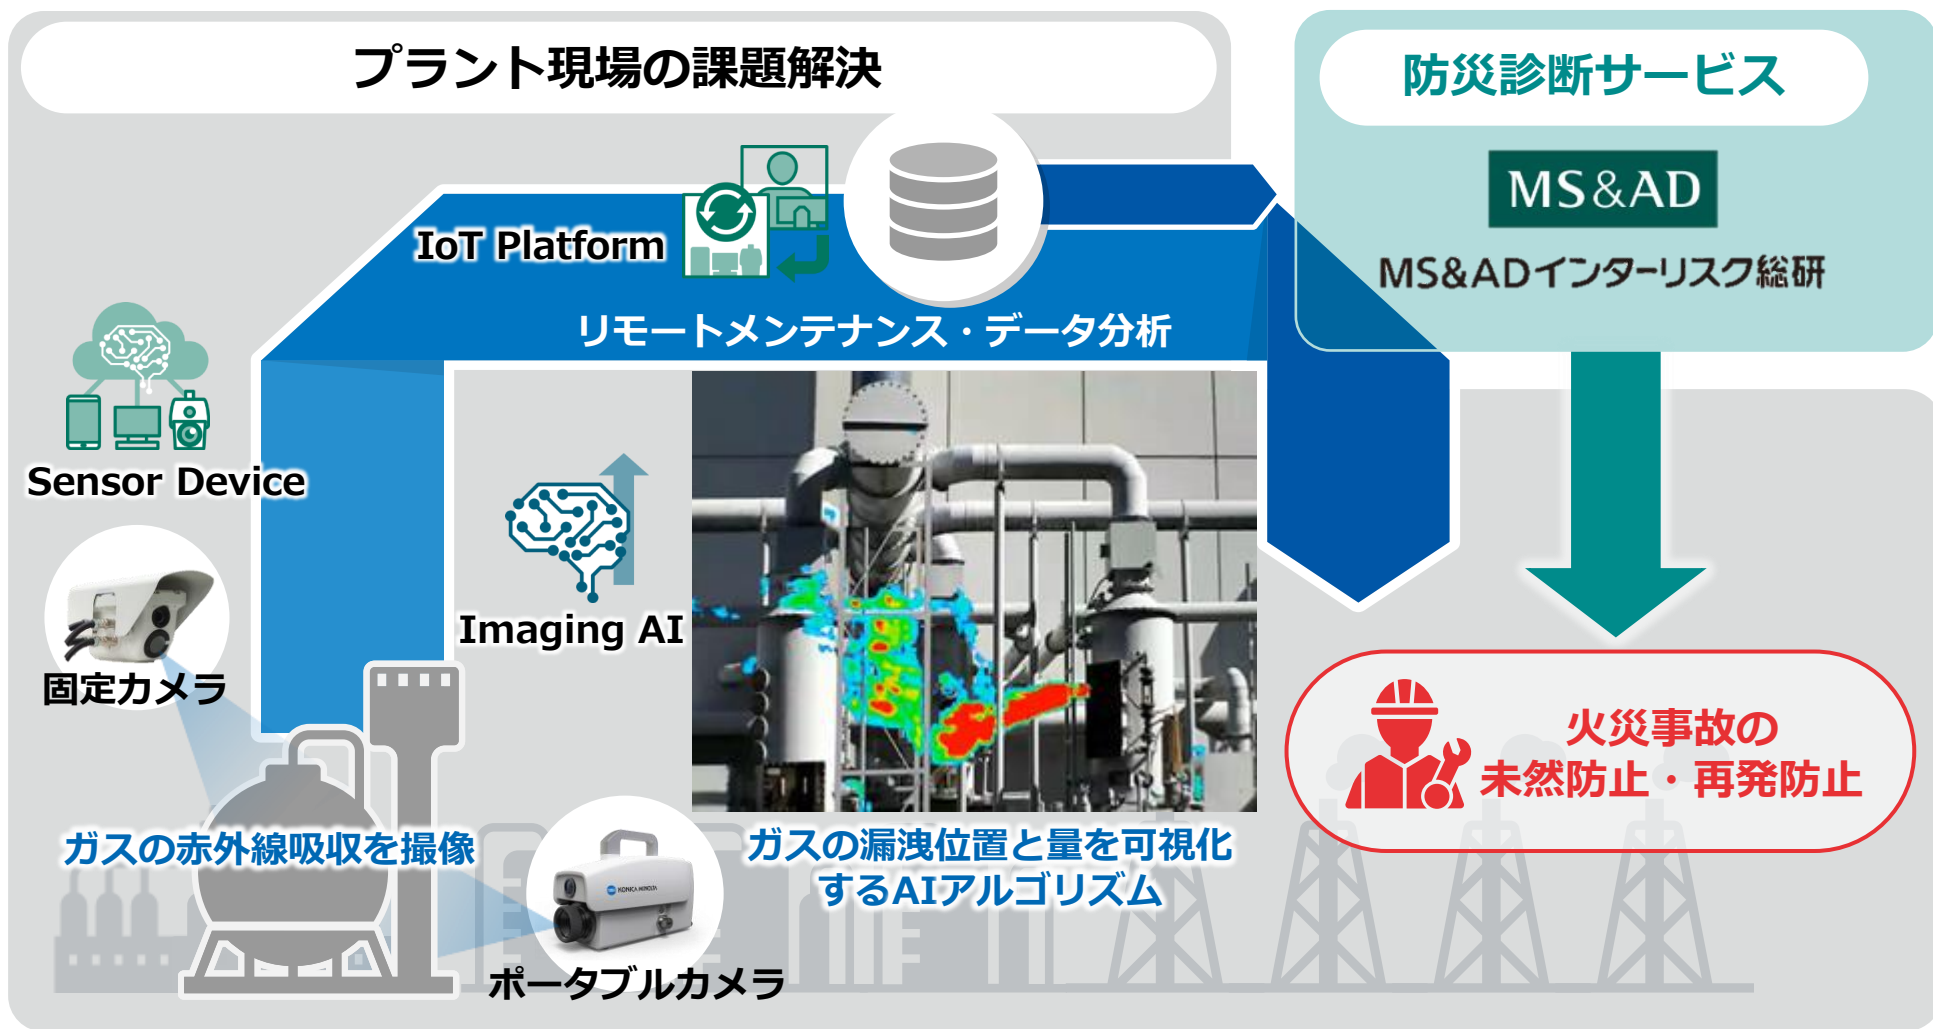 プラント現場の課題解決
防災診断サービス
MS&AD
MS&ADインターリスク総研
IoT Platform
リモートメンテナンス・データ分析
Sensor Device
Imaging AI
固定カメラ
火災事故の
未然防止・再発防止
ガスの赤外線吸収を撮像
KONICA MINOLTA
ガスの漏洩位置と量を可視化
するAIアルゴリズム
ポータブルカメラ